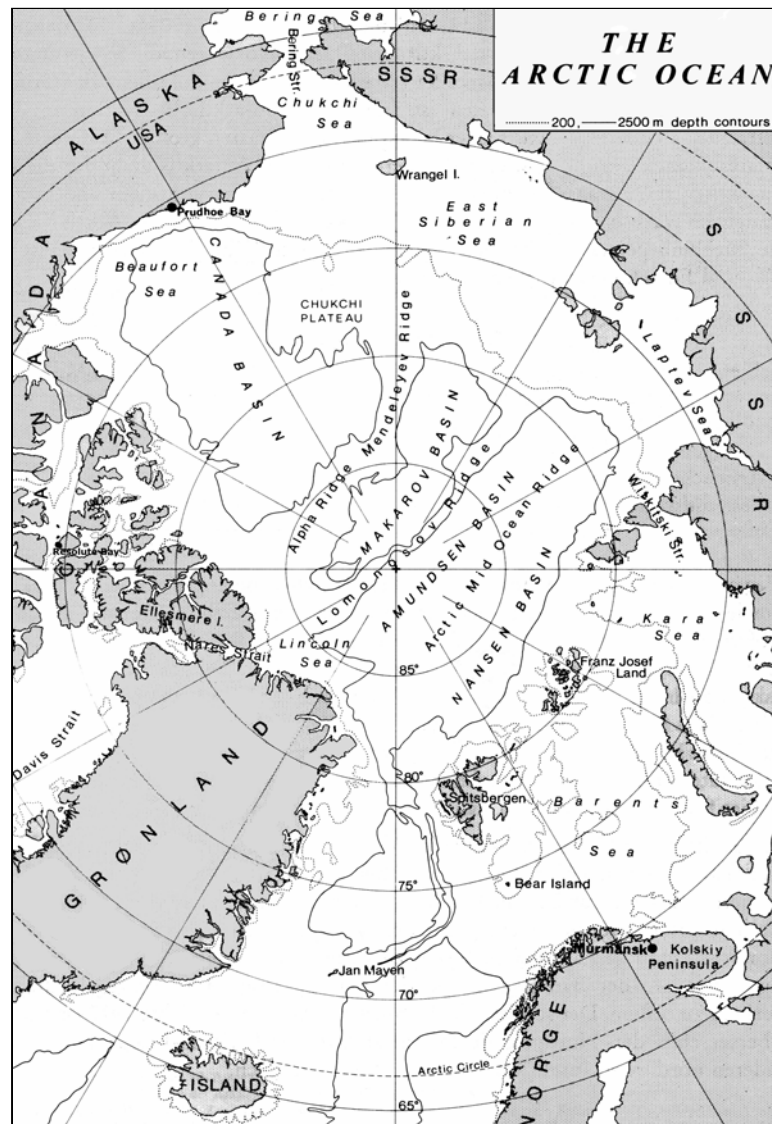 THE
ARCTIC OCEAN
200, 2500 m depth contours
Bering Sea
Bering Str.
SSSR
ALASKA
USA
Chukchi
Sea
Wrangel I.
Prudhoe Bay
East
Siberian
Sea
Beaufort
Sea
CANADA BASIN
CHUKCHI
PLATEAU
CANADA
Laptev Sea
SSSR
Alpha Ridge Mendeleyev Ridge
MAKAROV BASIN
Lomonosov Ridge
AMUNDSEN BASIN
Arctic Mid Ocean Ridge
NANSEN BASIN
Wilkitski Str.
Resolute Bay
Ellesmere I.
Nares Strait
Lincoln
Sea
Kara
Sea
Franz Josef
Land
85°
Davis Strait
GRØNLAND
80°
Spitsbergen
Barents
Sea
75°
Bear Island
Murmansk
Kolskiy
Peninsula
Jan Mayen
70°
NORGE
Arctic Circle
ISLAND
65°